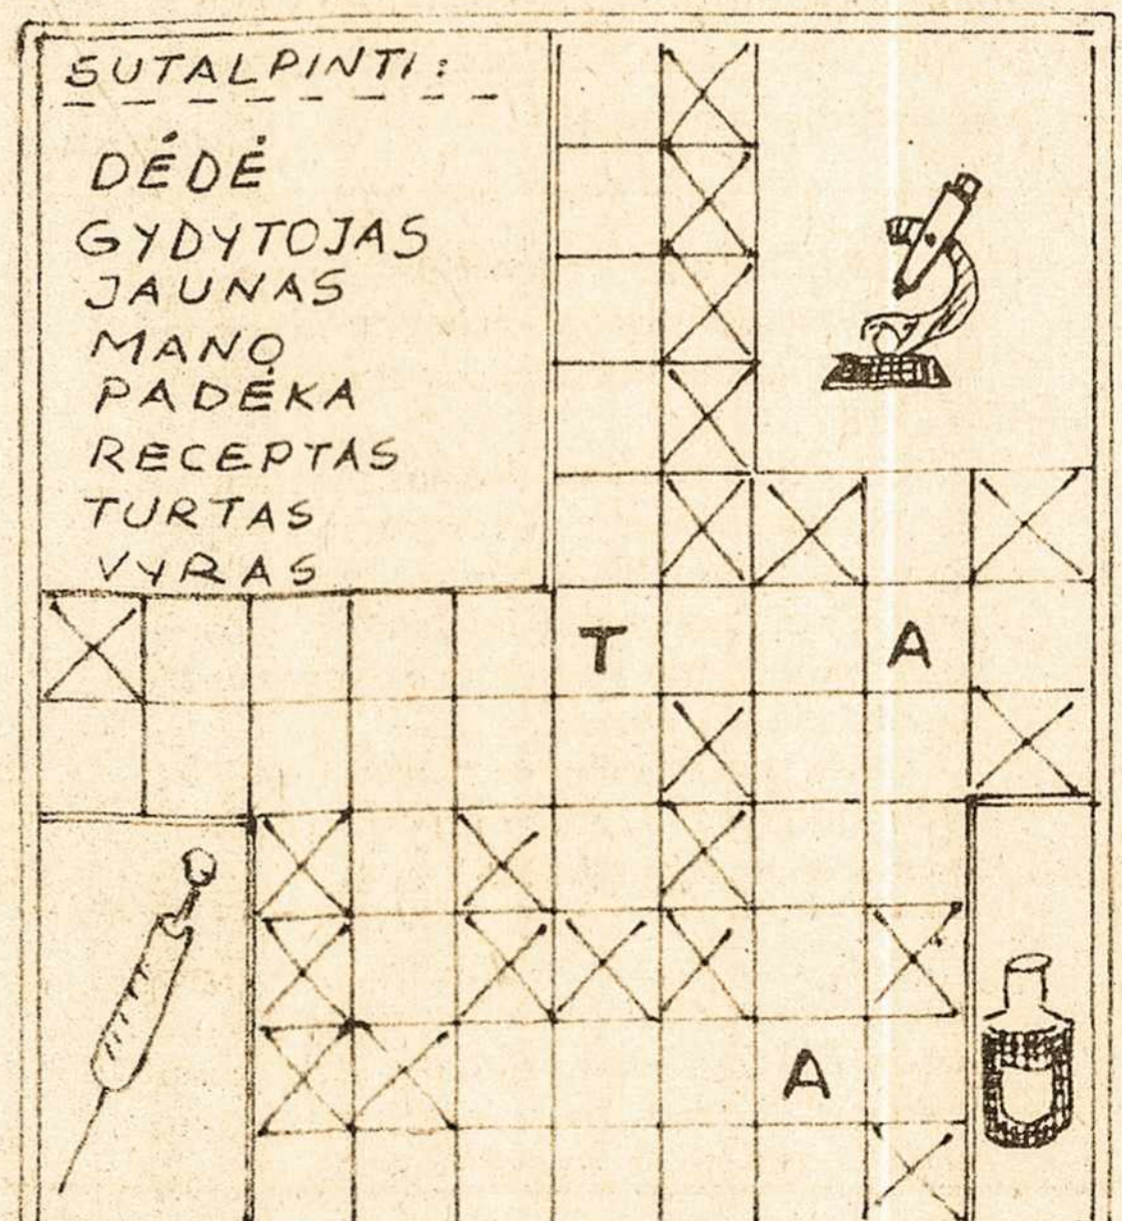 SUTALPINTI:
DĖDĖ
GYDYTOJAS
JAUNAS
MANO
PADĖKA
RECEPTAS
TURTAS
VYRAS
T A
A